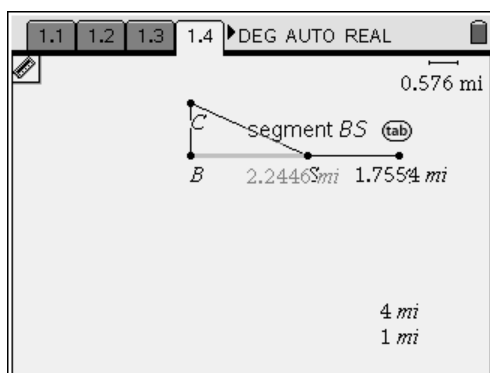 1.1 1.2 1.3 1.4 DEG AUTO REAL
0.576 mi
C
segment BS tab
B 2.2446 mi S 1.7554 mi
4 mi
1 mi